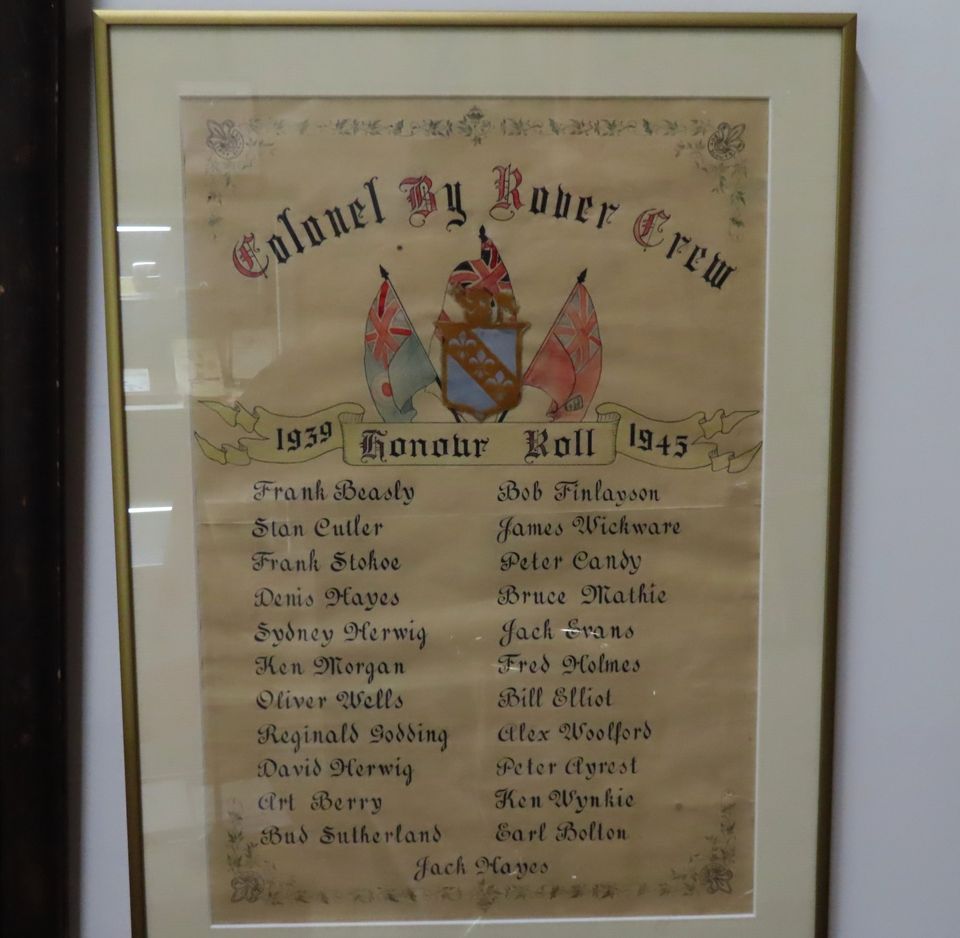 Colonel By Rover Crew
1939 Honour Roll 1945
Frank Beasly
Stan Cutler
Frank Stokoe
Denis Hayes
Sydney Herwig
Ken Morgan
Oliver Wells
Reginald Godding
David Herwig
Art Berry
Bud Sutherland
Bob Finlayson
James Wickware
Peter Candy
Bruce Mathie
Jack Evans
Fred Holmes
Bill Elliot
Alex Woolford
Peter Ayrest
Ken Wynkie
Earl Bolton
Jack Hayes